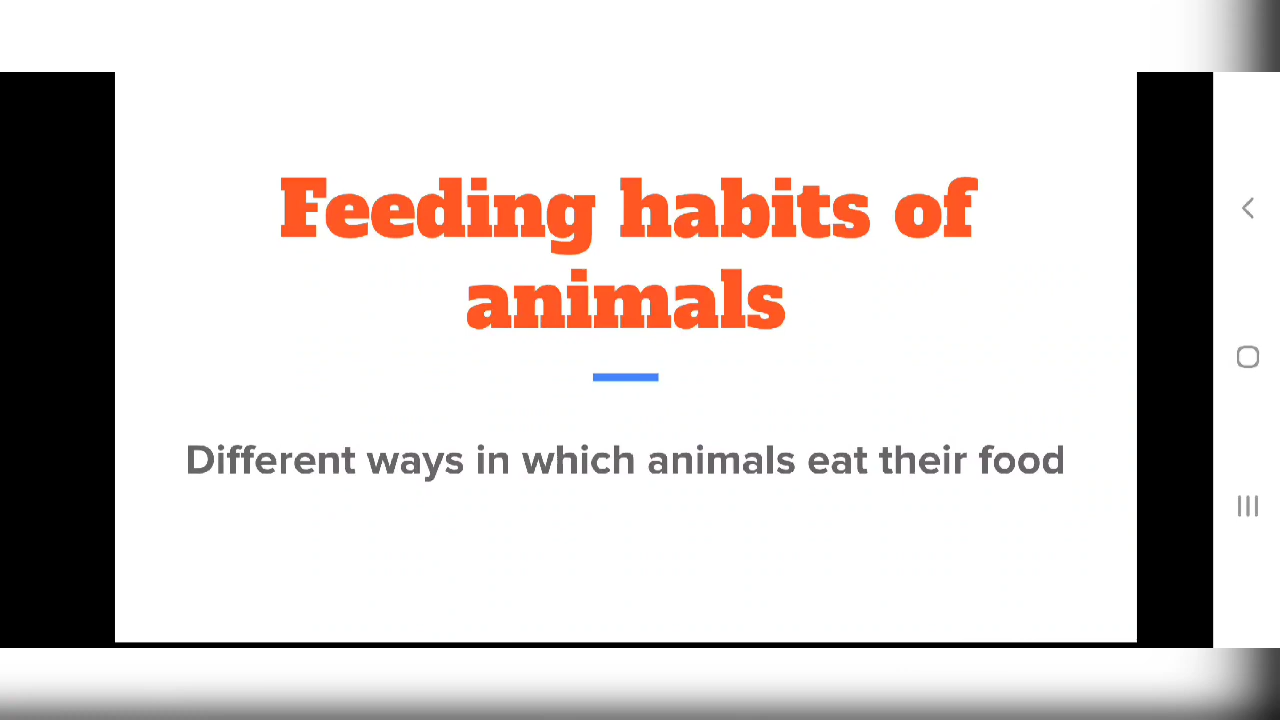 Feeding habits of
animals
Different ways in which animals eat their food